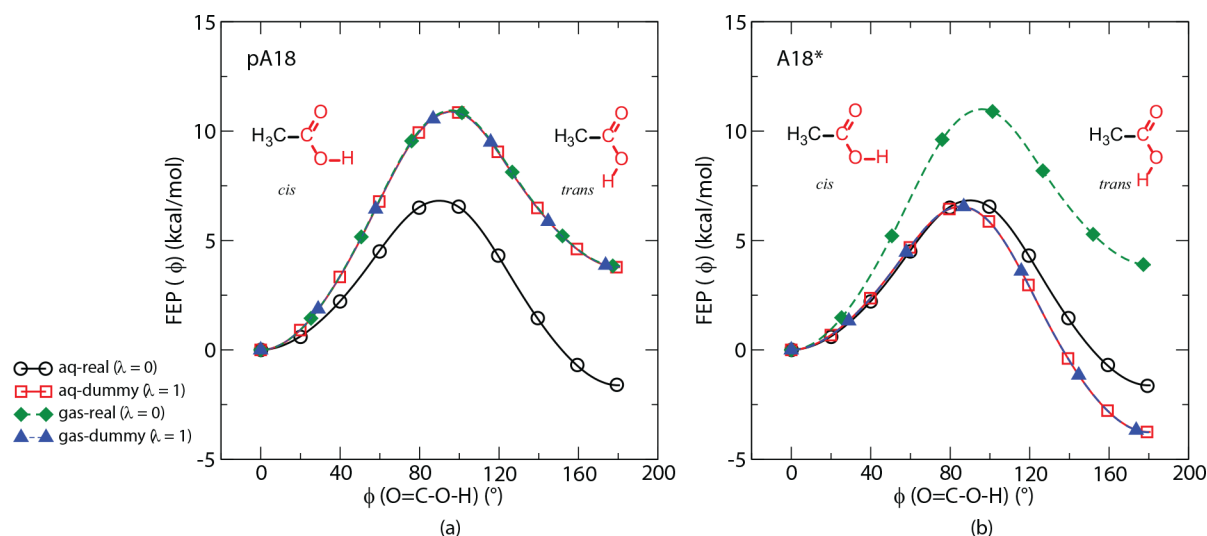 pA18
H₃C
C
O
O
H
cis
H₃C
C
O
O
H
trans
15
10
5
0
-5
FEP (ϕ) (kcal/mol)
0 40 80 120 160 200
ϕ (O=C-O-H) (°)
(a)
A18*
H₃C
C
O
O
H
cis
H₃C
C
O
O
H
trans
15
10
5
0
-5
FEP (ϕ) (kcal/mol)
0 40 80 120 160 200
ϕ (O=C-O-H) (°)
(b)
aq-real (λ = 0)
aq-dummy (λ = 1)
gas-real (λ = 0)
gas-dummy (λ = 1)